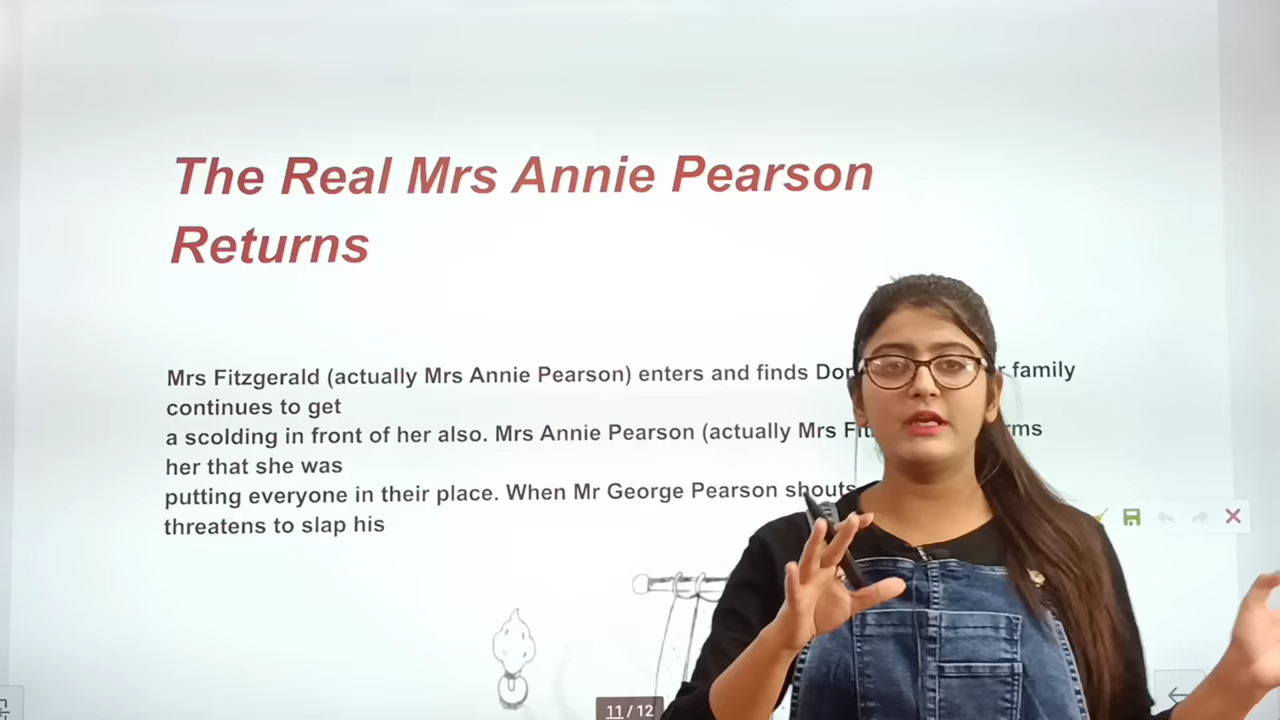 The Real Mrs Annie Pearson
Returns
Mrs Fitzgerald (actually Mrs Annie Pearson) enters and finds family
continues to get
a scolding in front of her also. Mrs Annie Pearson (actually Mrs
her that she was
putting everyone in their place. When Mr George Pearson shouts
threatens to slap his
11 / 12